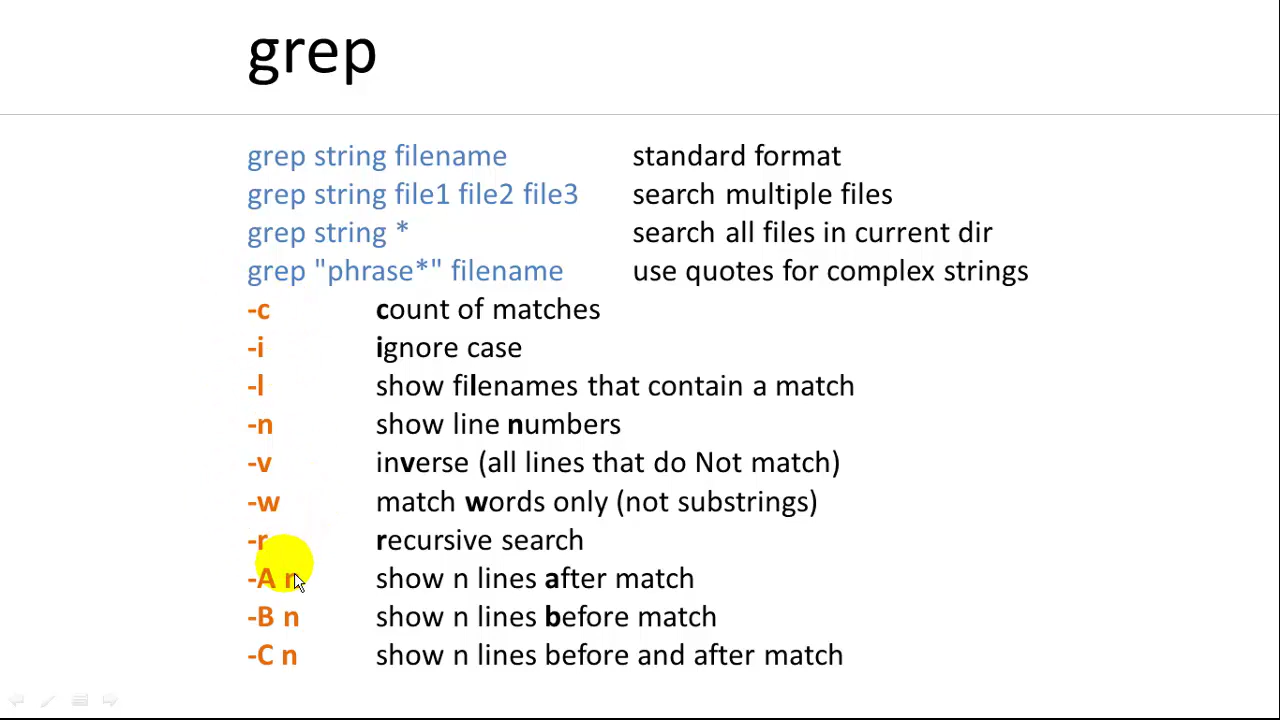 grep
grep string filename standard format
grep string file1 file2 file3 search multiple files
grep string * search all files in current dir
grep "phrase*" filename use quotes for complex strings
-c count of matches
-i ignore case
-l show filenames that contain a match
-n show line numbers
-v inverse (all lines that do Not match)
-w match words only (not substrings)
-r recursive search
-A n show n lines after match
-B n show n lines before match
-C n show n lines before and after match